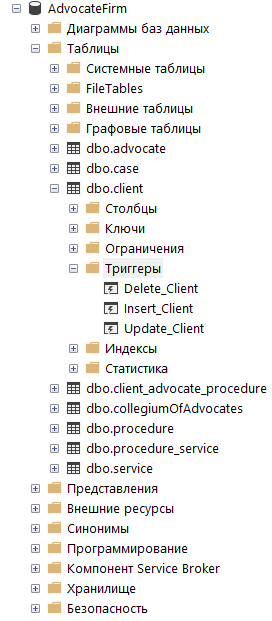 AdvocateFirm
Диаграммы баз данных
Таблицы
Системные таблицы
FileTables
Внешние таблицы
Графовые таблицы
dbo.advocate
dbo.case
dbo.client
Столбцы
Ключи
Ограничения
Триггеры
Delete_Client
Insert_Client
Update_Client
Индексы
Статистика
dbo.client_advocate_procedure
dbo.collegiumOfAdvocates
dbo.procedure
dbo.procedure_service
dbo.service
Представления
Внешние ресурсы
Синонимы
Программирование
Компонент Service Broker
Хранилище
Безопасность